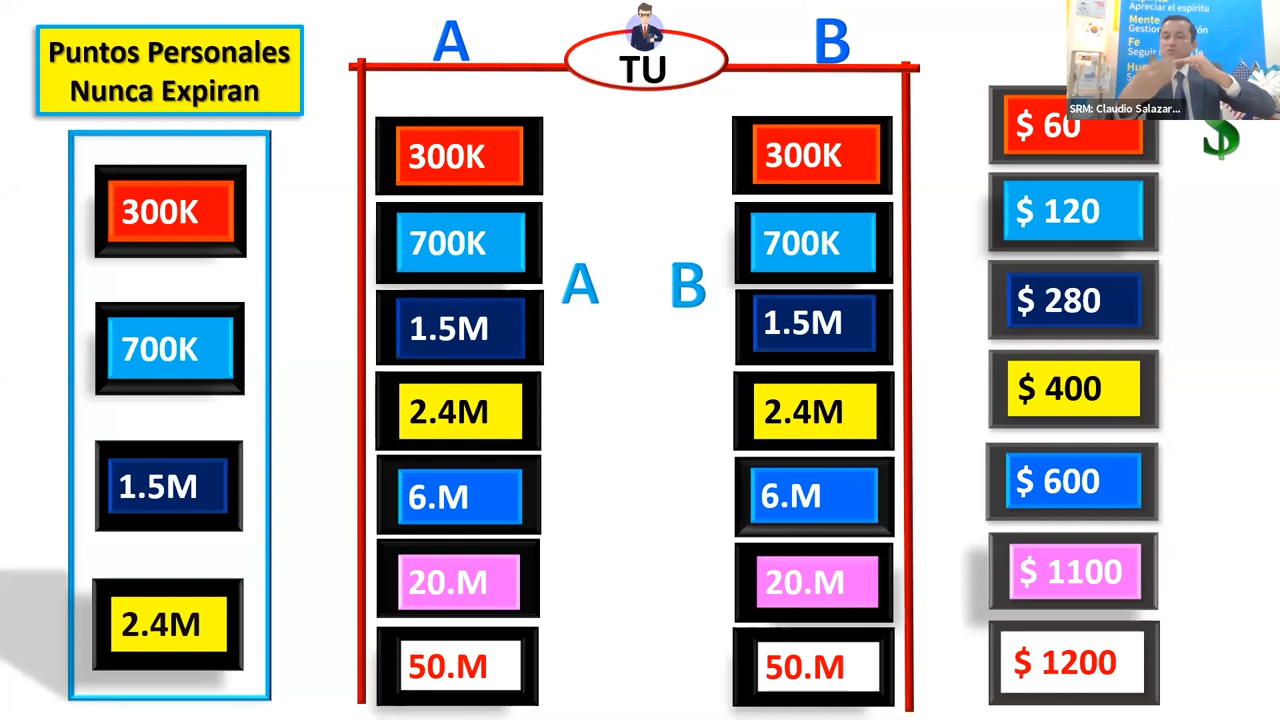 Puntos Personales
Nunca Expiran
300K
700K
1.5M
2.4M
A
TU
B
300K
700K
1.5M
2.4M
6.M
20.M
50.M
A
B
300K
700K
1.5M
2.4M
6.M
20.M
50.M
Apreciar el espíritu
Mente
Fe
SRM: Claudio Salazar...
$ 60
$
$ 120
$ 280
$ 400
$ 600
$ 1100
$ 1200